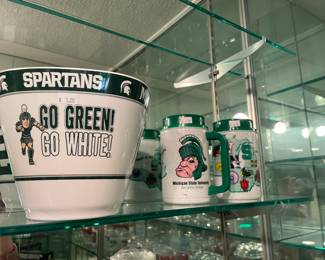 SPARTANS
GO GREEN!
GO WHITE!
Michigan State University